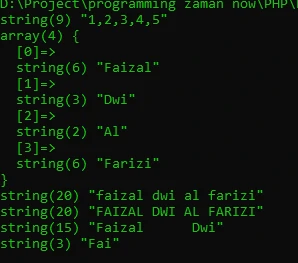 D:\Project\programming zaman now\PHP\
string(9) "1,2,3,4,5"
array(4) {
  [0]=>
  string(6) "Faizal"
  [1]=>
  string(3) "Dwi"
  [2]=>
  string(2) "Al"
  [3]=>
  string(6) "Farizi"
}
string(20) "faizal dwi al farizi"
string(20) "FAIZAL DWI AL FARIZI"
string(15) "Faizal      Dwi"
string(3) "Fai"